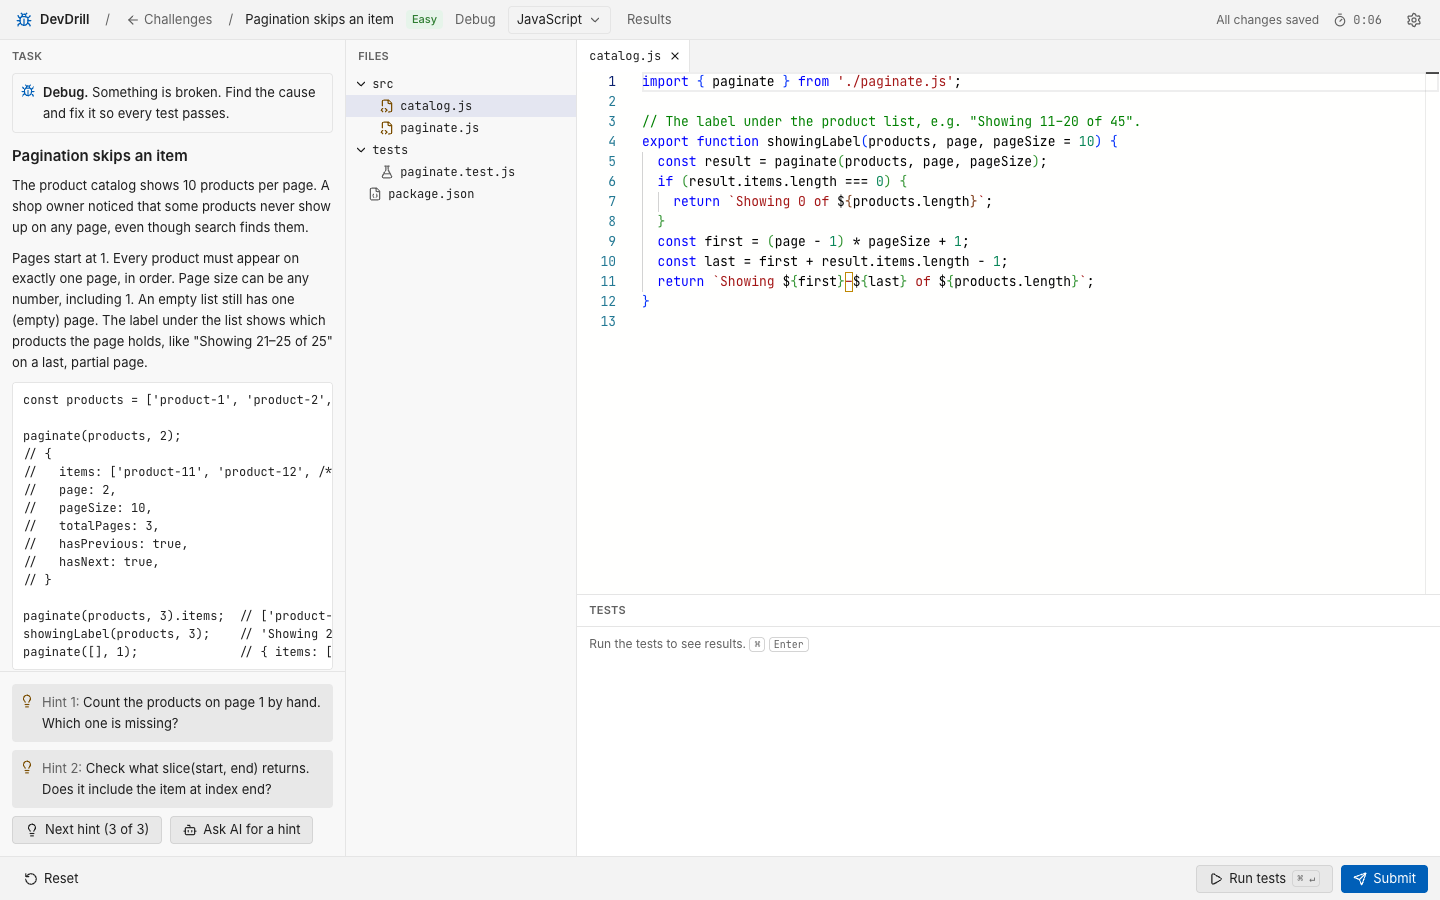 DevDrill / Challenges / Pagination skips an item Easy Debug JavaScript Results All changes saved 0:06
TASK
Debug. Something is broken. Find the cause
and fix it so every test passes.
Pagination skips an item
The product catalog shows 10 products per page. A
shop owner noticed that some products never show
up on any page, even though search finds them.
Pages start at 1. Every product must appear on
exactly one page, in order. Page size can be any
number, including 1. An empty list still has one
(empty) page. The label under the list shows which
products the page holds, like "Showing 21–25 of 25"
on a last, partial page.
const products = ['product-1', 'product-2',
paginate(products, 2);
// {
//   items: ['product-11', 'product-12', /*
//   page: 2,
//   pageSize: 10,
//   totalPages: 3,
//   hasPrevious: true,
//   hasNext: true,
// }
paginate(products, 3).items;  // ['product-
showingLabel(products, 3);    // 'Showing 2
paginate([], 1);              // { items: [
Hint 1: Count the products on page 1 by hand.
Which one is missing?
Hint 2: Check what slice(start, end) returns.
Does it include the item at index end?
Next hint (3 of 3) Ask AI for a hint
FILES
src
catalog.js
paginate.js
tests
paginate.test.js
package.json
catalog.js
1 import { paginate } from './paginate.js';
2
3 // The label under the product list, e.g. "Showing 11–20 of 45".
4 export function showingLabel(products, page, pageSize = 10) {
5   const result = paginate(products, page, pageSize);
6   if (result.items.length === 0) {
7     return `Showing 0 of ${products.length}`;
8   }
9   const first = (page - 1) * pageSize + 1;
10   const last = first + result.items.length - 1;
11   return `Showing ${first}–${last} of ${products.length}`;
12 }
13
TESTS
Run the tests to see results. ⌘ Enter
Reset Run tests ⌘ ↵ Submit